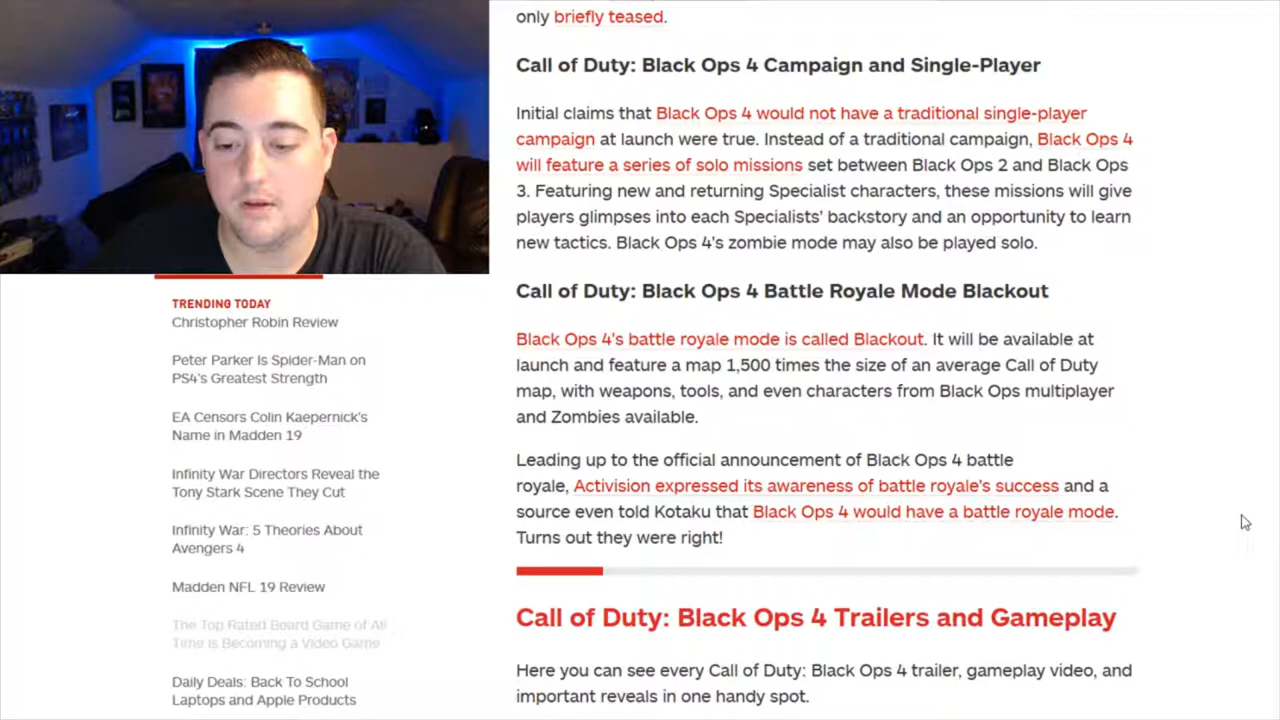 only briefly teased.
Call of Duty: Black Ops 4 Campaign and Single-Player
Initial claims that Black Ops 4 would not have a traditional single-player
campaign at launch were true. Instead of a traditional campaign, Black Ops 4
will feature a series of solo missions set between Black Ops 2 and Black Ops
3. Featuring new and returning Specialist characters, these missions will give
players glimpses into each Specialists' backstory and an opportunity to learn
new tactics. Black Ops 4's zombie mode may also be played solo.
Call of Duty: Black Ops 4 Battle Royale Mode Blackout
Black Ops 4's battle royale mode is called Blackout. It will be available at
launch and feature a map 1,500 times the size of an average Call of Duty
map, with weapons, tools, and even characters from Black Ops multiplayer
and Zombies available.
Leading up to the official announcement of Black Ops 4 battle
royale, Activision expressed its awareness of battle royale's success and a
source even told Kotaku that Black Ops 4 would have a battle royale mode.
Turns out they were right!
Call of Duty: Black Ops 4 Trailers and Gameplay
Here you can see every Call of Duty: Black Ops 4 trailer, gameplay video, and
important reveals in one handy spot.
TRENDING TODAY
Christopher Robin Review
Peter Parker Is Spider-Man on
PS4's Greatest Strength
EA Censors Colin Kaepernick's
Name in Madden 19
Infinity War Directors Reveal the
Tony Stark Scene They Cut
Infinity War: 5 Theories About
Avengers 4
Madden NFL 19 Review
The Top Rated Board Game of All
Time is Becoming a Video Game
Daily Deals: Back To School
Laptops and Apple Products